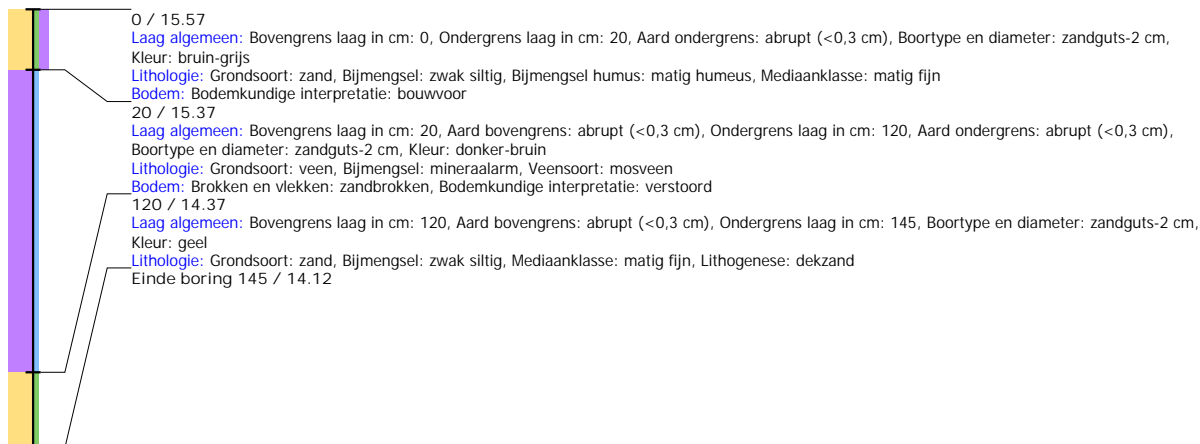 0 / 15.57
Laag algemeen: Bovengrens laag in cm: 0, Ondergrens laag in cm: 20, Aard ondergrens: abrupt (<0,3 cm), Boortype en diameter: zandguts-2 cm,
Kleur: bruin-grijs
Lithologie: Grondsoort: zand, Bijmengsel: zwak siltig, Bijmengsel humus: matig humeus, Mediaanklasse: matig fijn
Bodem: Bodemkundige interpretatie: bouwvoor
20 / 15.37
Laag algemeen: Bovengrens laag in cm: 20, Aard bovengrens: abrupt (<0,3 cm), Ondergrens laag in cm: 120, Aard ondergrens: abrupt (<0,3 cm),
Boortype en diameter: zandguts-2 cm, Kleur: donker-bruin
Lithologie: Grondsoort: veen, Bijmengsel: mineraalarm, Veensoort: mosveen
Bodem: Brokken en vlekken: zandbrokken, Bodemkundige interpretatie: verstoord
120 / 14.37
Laag algemeen: Bovengrens laag in cm: 120, Aard bovengrens: abrupt (<0,3 cm), Ondergrens laag in cm: 145, Boortype en diameter: zandguts-2 cm,
Kleur: geel
Lithologie: Grondsoort: zand, Bijmengsel: zwak siltig, Mediaanklasse: matig fijn, Lithogenese: dekzand
Einde boring 145 / 14.12